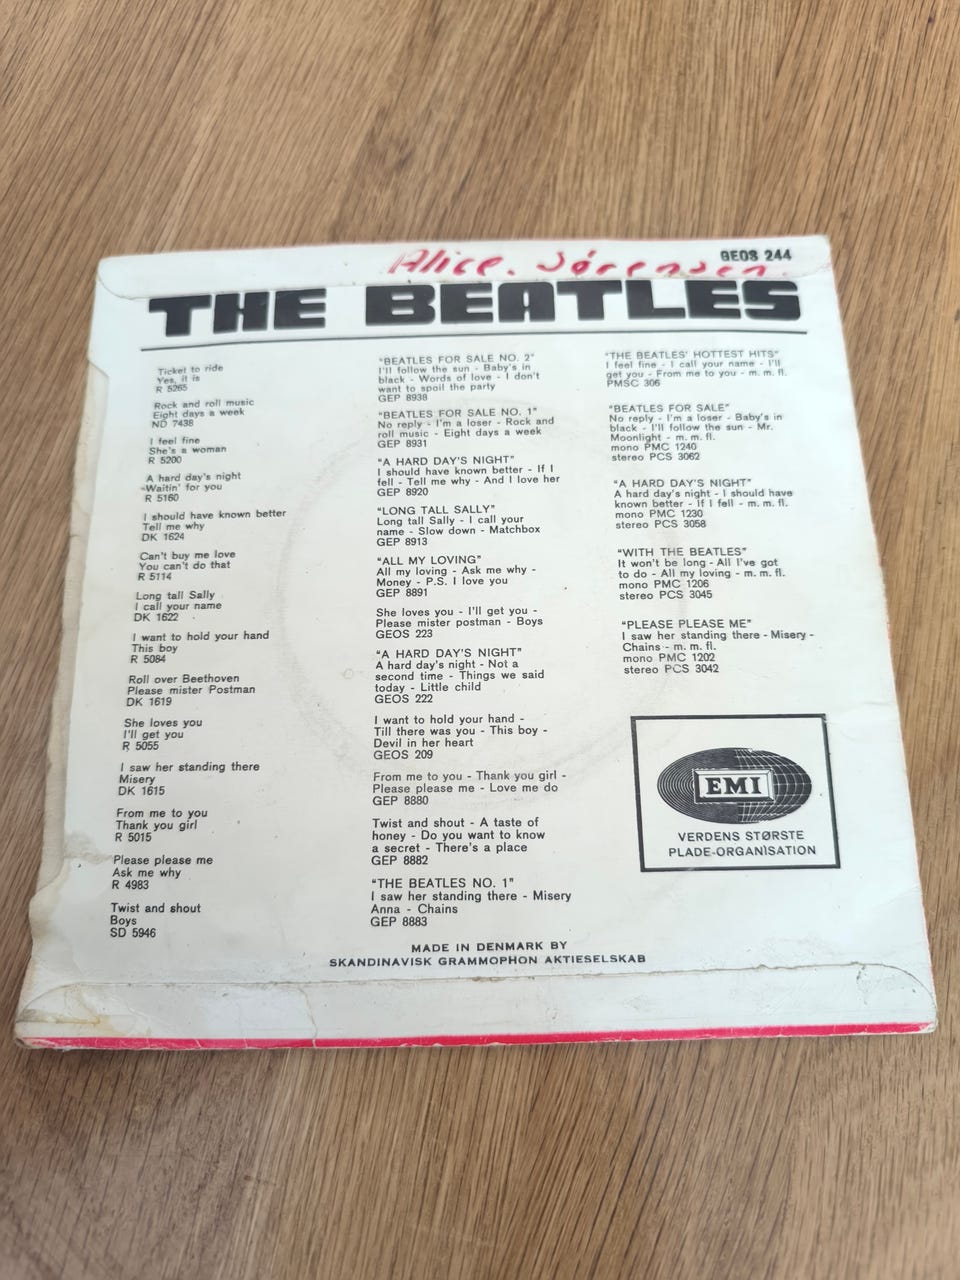 Alice. Sørensen.
GEOS 244
THE BEATLES
Ticket to ride
Yes, it is
R 5265
Rock and roll music
Eight days a week
ND 7438
I feel fine
She's a woman
R 5200
A hard day's night
Waitin' for you
R 5160
I should have known better
Tell me why
DK 1624
Can't buy me love
You can't do that
R 5114
Long tall Sally
I call your name
DK 1622
I want to hold your hand
This boy
R 5084
Roll over Beethoven
Please mister Postman
DK 1619
She loves you
I'll get you
R 5055
I saw her standing there
Misery
DK 1615
From me to you
Thank you girl
R 5015
Please please me
Ask me why
R 4983
Twist and shout
Boys
SD 5946
"BEATLES FOR SALE NO. 2"
I'll follow the sun - Baby's in
black - Words of love - I don't
want to spoil the party
GEP 8938
"BEATLES FOR SALE NO. 1"
No reply - I'm a loser - Rock and
roll music - Eight days a week
GEP 8931
"A HARD DAY'S NIGHT"
I should have known better - If I
fell - Tell me why - And I love her
GEP 8920
"LONG TALL SALLY"
Long tall Sally - I call your
name - Slow down - Matchbox
GEP 8913
"ALL MY LOVING"
All my loving - Ask me why -
Money - P.S. I love you
GEP 8891
She loves you - I'll get you -
Please mister postman - Boys
GEOS 223
"A HARD DAY'S NIGHT"
A hard day's night - Not a
second time - Things we said
today - Little child
GEOS 222
I want to hold your hand -
Till there was you - This boy -
Devil in her heart
GEOS 209
From me to you - Thank you girl -
Please please me - Love me do
GEP 8880
Twist and shout - A taste of
honey - Do you want to know
a secret - There's a place
GEP 8882
"THE BEATLES NO. 1"
I saw her standing there - Misery
Anna - Chains
GEP 8883
"THE BEATLES' HOTTEST HITS"
I feel fine - I call your name - I'll
get you - From me to you - m. m. fl.
PMSC 306
"BEATLES FOR SALE"
No reply - I'm a loser - Baby's in
black - I'll follow the sun - Mr.
Moonlight - m. m. fl.
mono PMC 1240
stereo PCS 3062
"A HARD DAY'S NIGHT"
A hard day's night - I should have
known better - If I fell - m. m. fl.
mono PMC 1230
stereo PCS 3058
"WITH THE BEATLES"
It won't be long - All I've got
to do - All my loving - m. m. fl.
mono PMC 1206
stereo PCS 3045
"PLEASE PLEASE ME"
I saw her standing there - Misery -
Chains - m. m. fl.
mono PMC 1202
stereo PCS 3042
EMI
VERDENS STØRSTE
PLADE-ORGANISATION
MADE IN DENMARK BY
SKANDINAVISK GRAMMOPHON AKTIESELSKAB